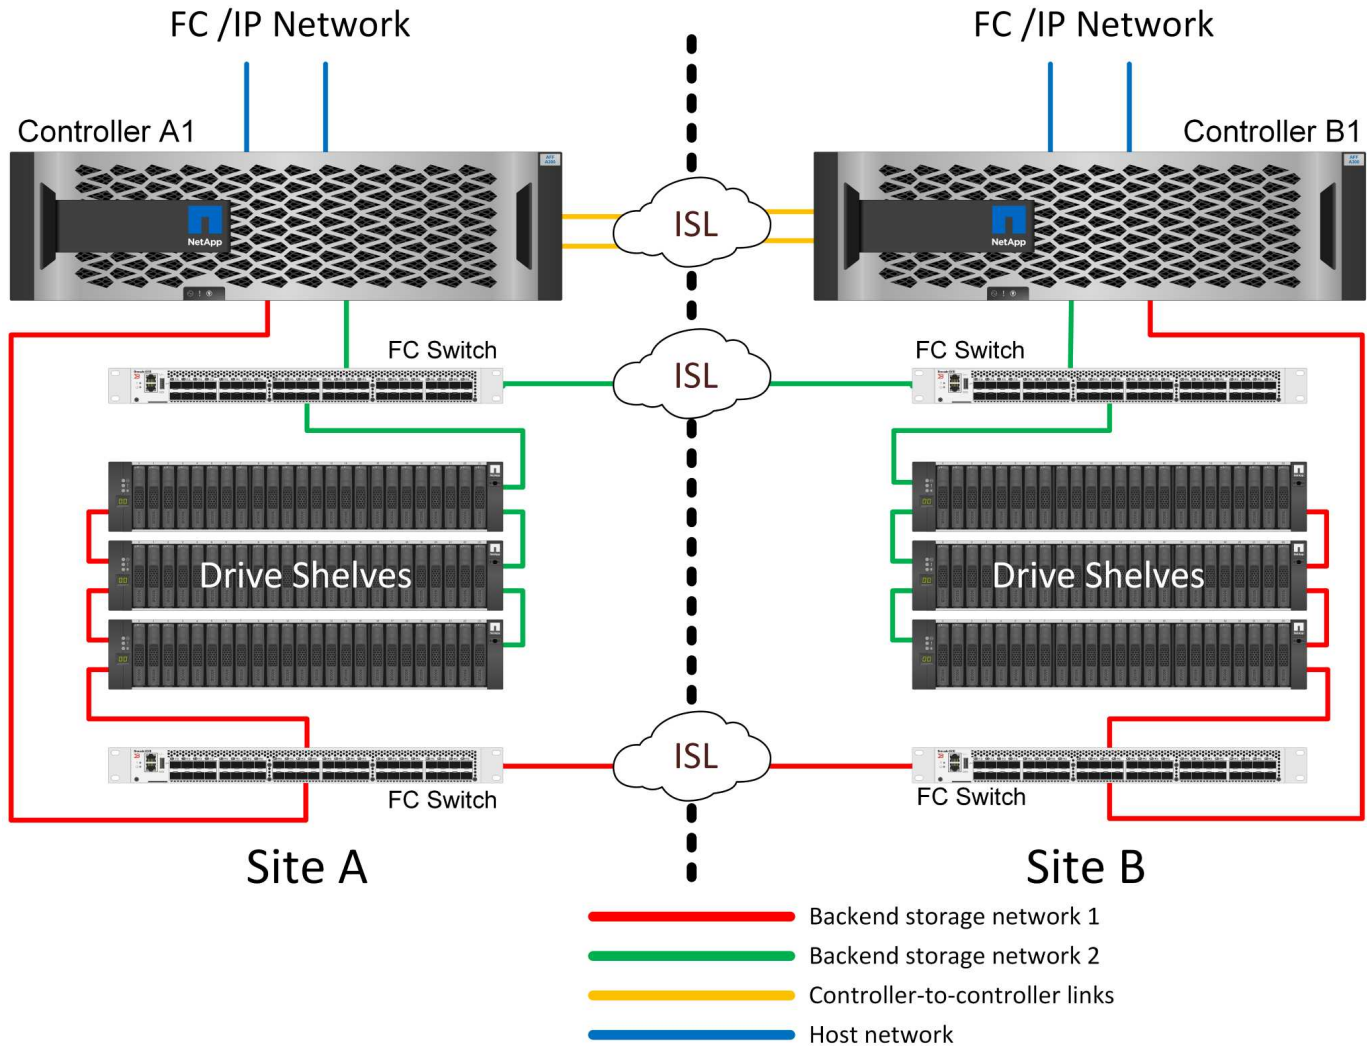 FC /IP Network
FC /IP Network
Controller A1
Controller B1
AFF
A300
NetApp
ISL
NetApp
FC Switch
ISL
FC Switch
Drive Shelves
Drive Shelves
ISL
FC Switch
FC Switch
Site A
Site B
Backend storage network 1
Backend storage network 2
Controller-to-controller links
Host network